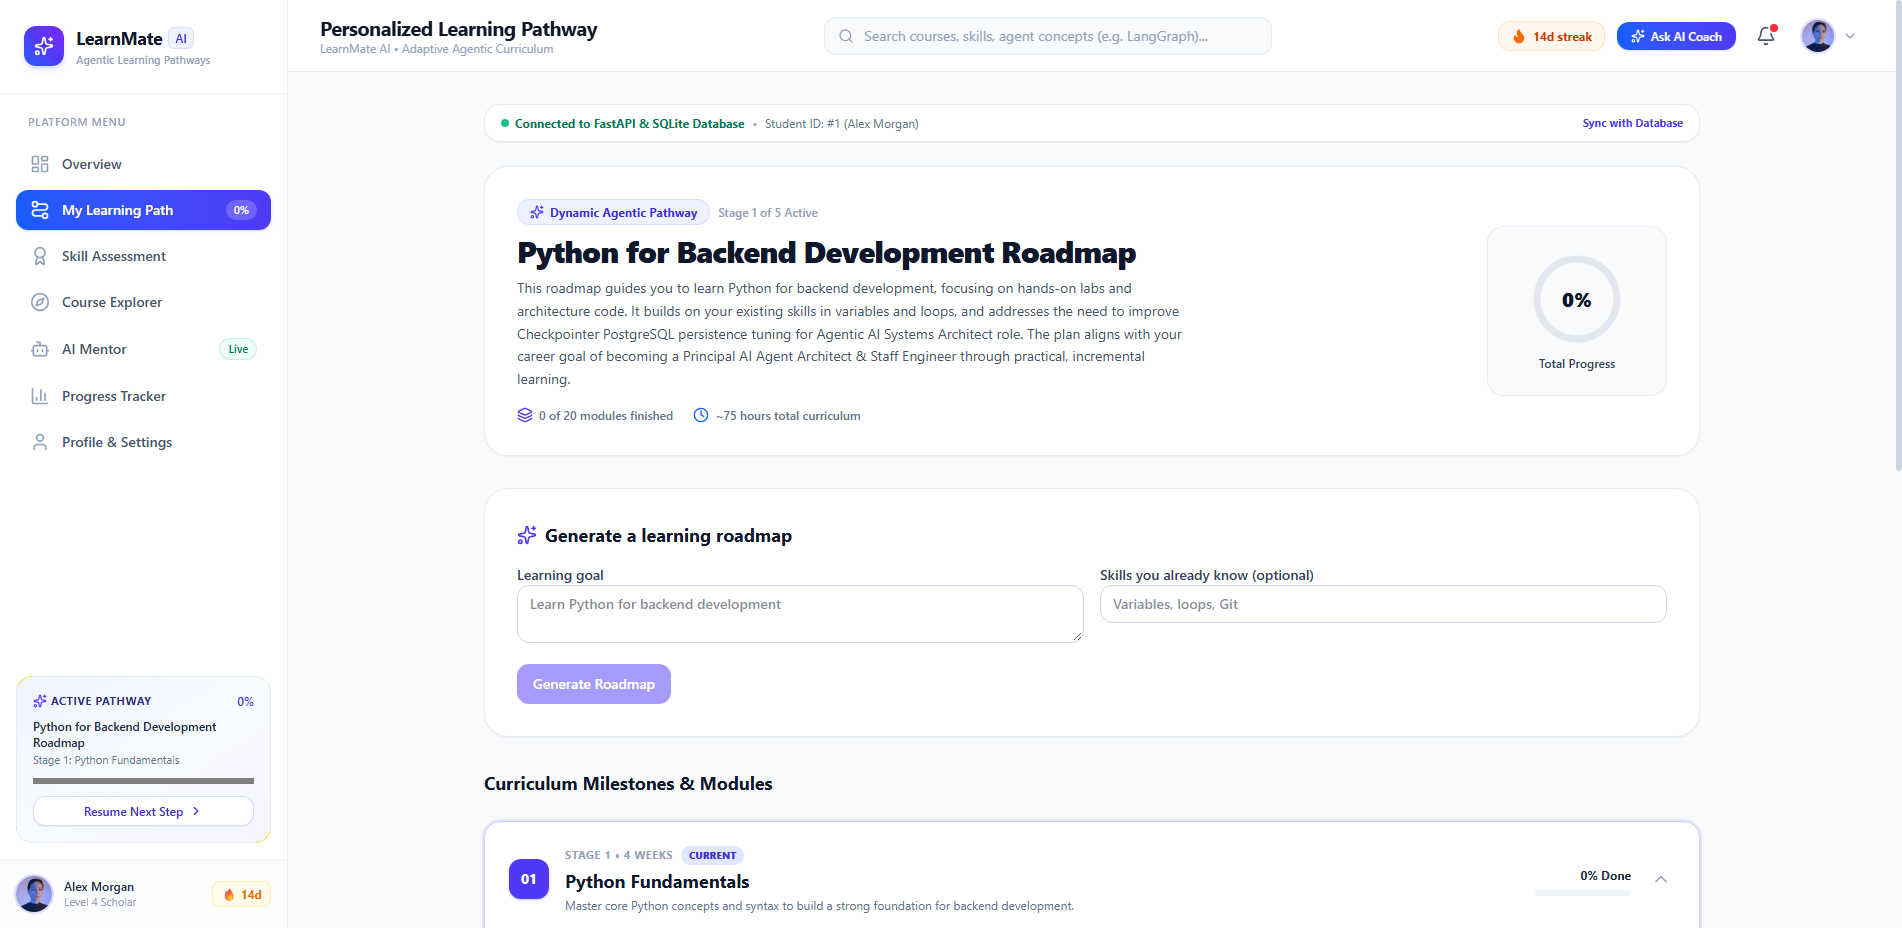 LearnMate AI
Agentic Learning Pathways
PLATFORM MENU
Overview
My Learning Path 0%
Skill Assessment
Course Explorer
AI Mentor Live
Progress Tracker
Profile & Settings
ACTIVE PATHWAY 0%
Python for Backend Development
Roadmap
Stage 1: Python Fundamentals
Resume Next Step
Alex Morgan
Level 4 Scholar
14d
Personalized Learning Pathway
LearnMate AI • Adaptive Agentic Curriculum
Search courses, skills, agent concepts (e.g. LangGraph)...
14d streak
Ask AI Coach
Connected to FastAPI & SQLite Database • Student ID: #1 (Alex Morgan)
Sync with Database
Dynamic Agentic Pathway Stage 1 of 5 Active
Python for Backend Development Roadmap
This roadmap guides you to learn Python for backend development, focusing on hands-on labs and
architecture code. It builds on your existing skills in variables and loops, and addresses the need to improve
Checkpointer PostgreSQL persistence tuning for Agentic AI Systems Architect role. The plan aligns with your
career goal of becoming a Principal AI Agent Architect & Staff Engineer through practical, incremental
learning.
0 of 20 modules finished ~75 hours total curriculum
0%
Total Progress
Generate a learning roadmap
Learning goal
Learn Python for backend development
Skills you already know (optional)
Variables, loops, Git
Generate Roadmap
Curriculum Milestones & Modules
01
STAGE 1 • 4 WEEKS CURRENT
Python Fundamentals
Master core Python concepts and syntax to build a strong foundation for backend development.
0% Done